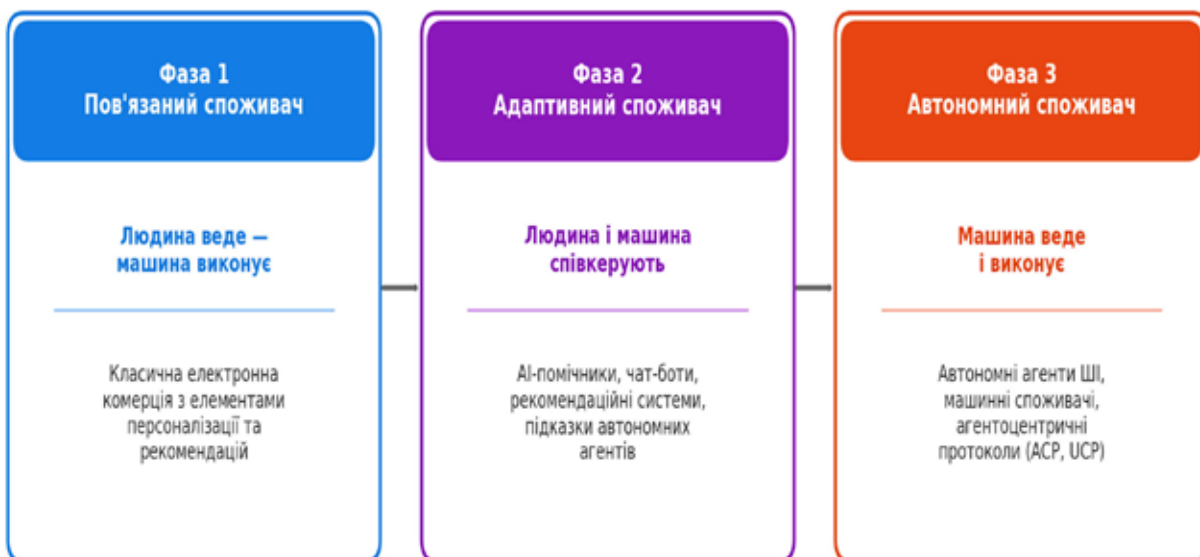 Фаза 1
Пов'язаний споживач
Людина веде —
машина виконує
Класична електронна
комерція з елементами
персоналізації та
рекомендацій
Фаза 2
Адаптивний споживач
Людина і машина
співкерують
АІ-помічники, чат-боти,
рекомендаційні системи,
підказки автономних
агентів
Фаза 3
Автономний споживач
Машина веде
і виконує
Автономні агенти ШІ,
машинні споживачі,
агентоцентричні
протоколи (ACP, UCP)